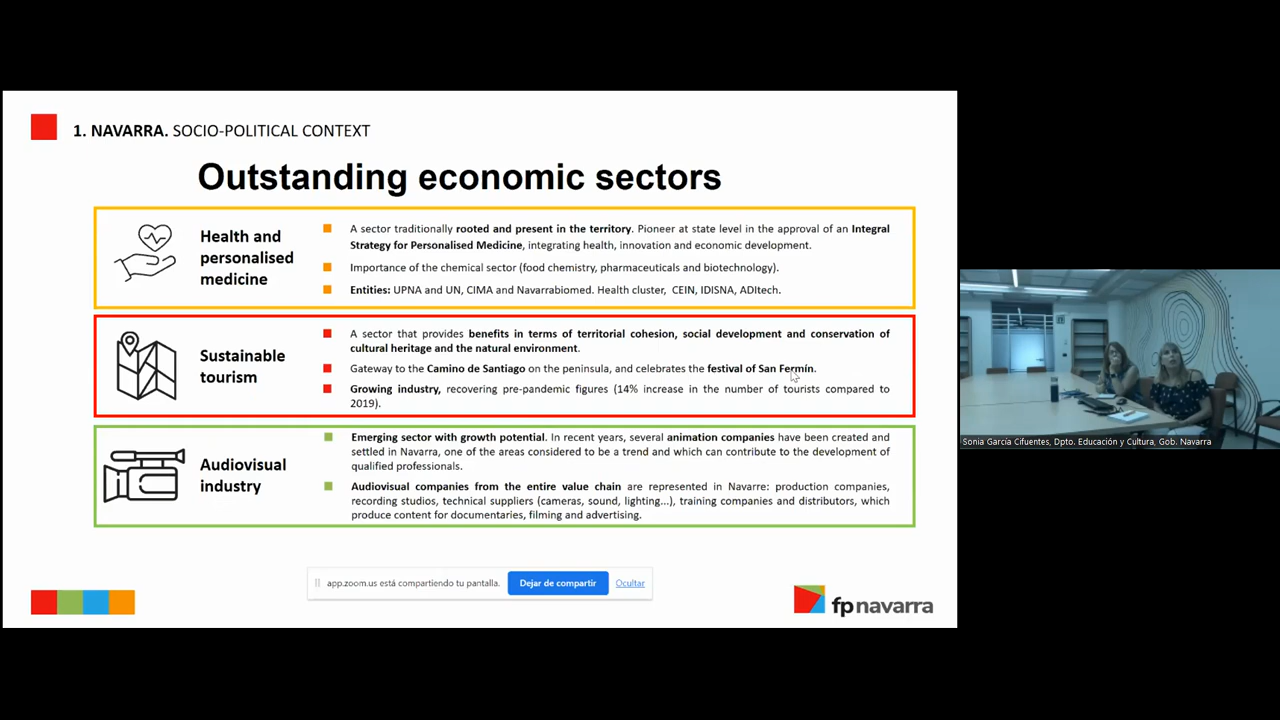 1. NAVARRA. SOCIO-POLITICAL CONTEXT
Outstanding economic sectors
Health and
personalised
medicine
A sector traditionally rooted and present in the territory. Pioneer at state level in the approval of an Integral
Strategy for Personalised Medicine, integrating health, innovation and economic development.
Importance of the chemical sector (food chemistry, pharmaceuticals and biotechnology).
Entities: UPNA and UN, CIMA and Navarrabiomed. Health cluster, CEIN, IDISNA, ADItech.
Sustainable
tourism
A sector that provides benefits in terms of territorial cohesion, social development and conservation of
cultural heritage and the natural environment.
Gateway to the Camino de Santiago on the peninsula, and celebrates the festival of San Fermín.
Growing industry, recovering pre-pandemic figures (14% increase in the number of tourists compared to
2019).
Audiovisual
industry
Emerging sector with growth potential. In recent years, several animation companies have been created and
settled in Navarra, one of the areas considered to be a trend and which can contribute to the development of
qualified professionals.
Audiovisual companies from the entire value chain are represented in Navarre: production companies,
recording studios, technical suppliers (cameras, sound, lighting...), training companies and distributors, which
produce content for documentaries, filming and advertising.
app.zoom.us está compartiendo tu pantalla.
Dejar de compartir
Ocultar
fpnavarra
Sonia García Cifuentes, Dpto. Educación y Cultura, Gob. Navarra